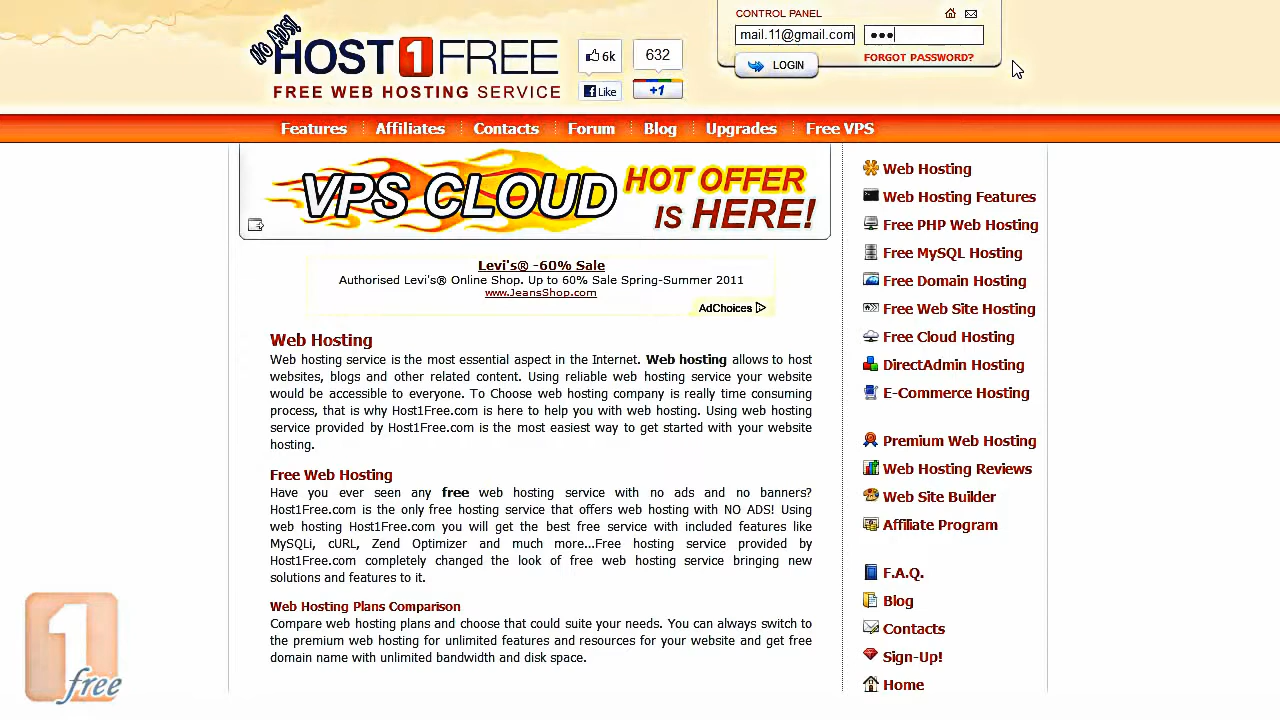 CONTROL PANEL
mail.11@gmail.com
FORGOT PASSWORD?
LOGIN
No Ads!
HOST1FREE
FREE WEB HOSTING SERVICE
6k
Like
632
+1
Features Affiliates Contacts Forum Blog Upgrades Free VPS
VPS CLOUD HOT OFFER
IS HERE!
Levi's® -60% Sale
Authorised Levi's® Online Shop. Up to 60% Sale Spring-Summer 2011
www.JeansShop.com
AdChoices
Web Hosting
Web hosting service is the most essential aspect in the Internet. Web hosting allows to host
websites, blogs and other related content. Using reliable web hosting service your website
would be accessible to everyone. To Choose web hosting company is really time consuming
process, that is why Host1Free.com is here to help you with web hosting. Using web hosting
service provided by Host1Free.com is the most easiest way to get started with your website
hosting.
Free Web Hosting
Have you ever seen any free web hosting service with no ads and no banners?
Host1Free.com is the only free hosting service that offers web hosting with NO ADS! Using
web hosting Host1Free.com you will get the best free service with included features like
MySQLi, cURL, Zend Optimizer and much more...Free hosting service provided by
Host1Free.com completely changed the look of free web hosting service bringing new
solutions and features to it.
Web Hosting Plans Comparison
Compare web hosting plans and choose that could suite your needs. You can always switch to
the premium web hosting for unlimited features and resources for your website and get free
domain name with unlimited bandwidth and disk space.
Web Hosting
Web Hosting Features
Free PHP Web Hosting
Free MySQL Hosting
Free Domain Hosting
Free Web Site Hosting
Free Cloud Hosting
DirectAdmin Hosting
E-Commerce Hosting
Premium Web Hosting
Web Hosting Reviews
Web Site Builder
Affiliate Program
F.A.Q.
Blog
Contacts
Sign-Up!
Home
1
free